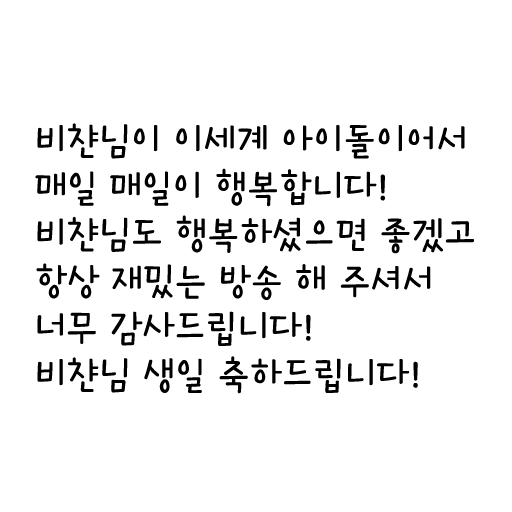 비챤님이 이세계 아이돌이어서
매일 매일이 행복합니다!
비챤님도 행복하셨으면 좋겠고
항상 재밌는 방송 해 주셔서
너무 감사드립니다!
비챤님 생일 축하드립니다!